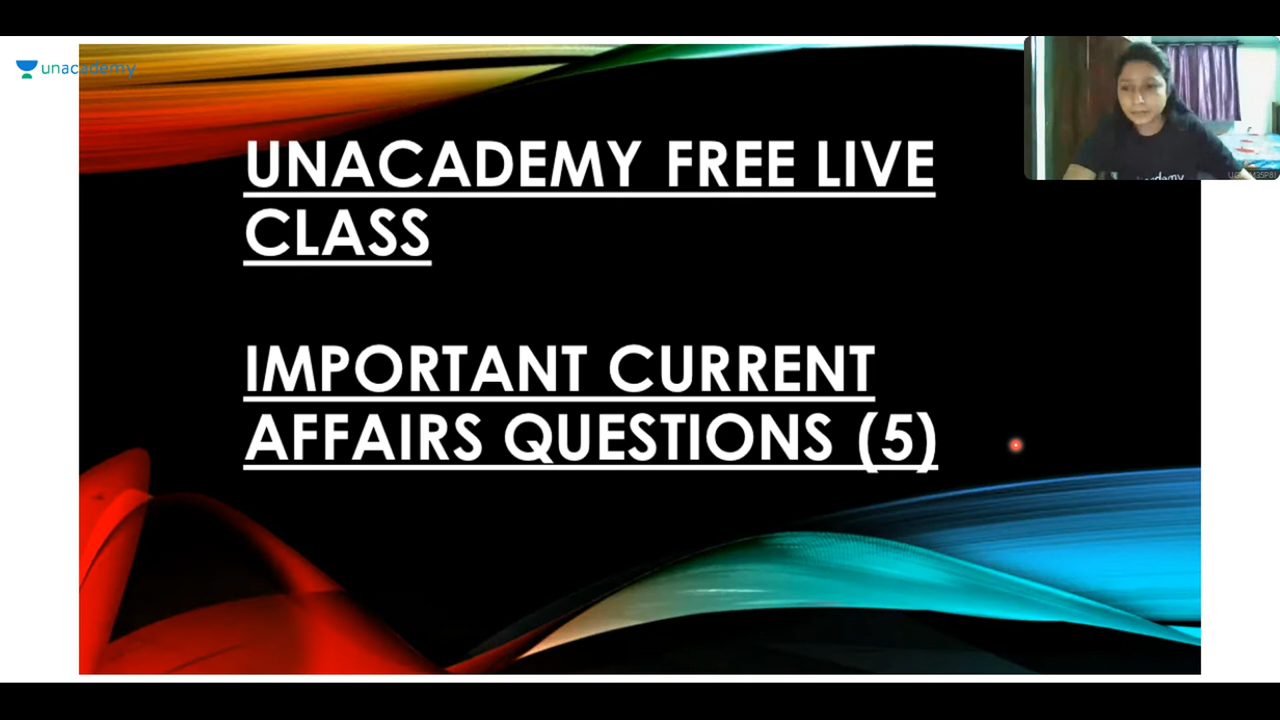 unacademy
UNACADEMY FREE LIVE
CLASS
IMPORTANT CURRENT
AFFAIRS QUESTIONS (5)